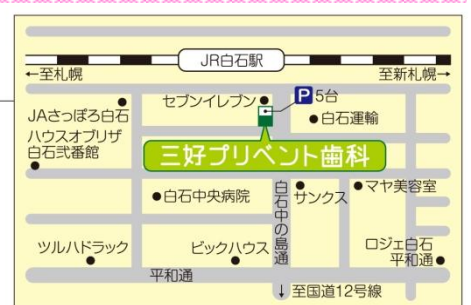 JR白石駅
←至札幌
至新札幌→
セブンイレブン
P 5台
JAさっぽろ白石
白石運輸
ハウスオブリザ
白石弐番館
三好プリベント歯科
白石中央病院
白石中の島通
サンクス
マヤ美容室
ツルハドラック
ビックハウス
ロジェ白石
平和通
平和通
↓至国道12号線